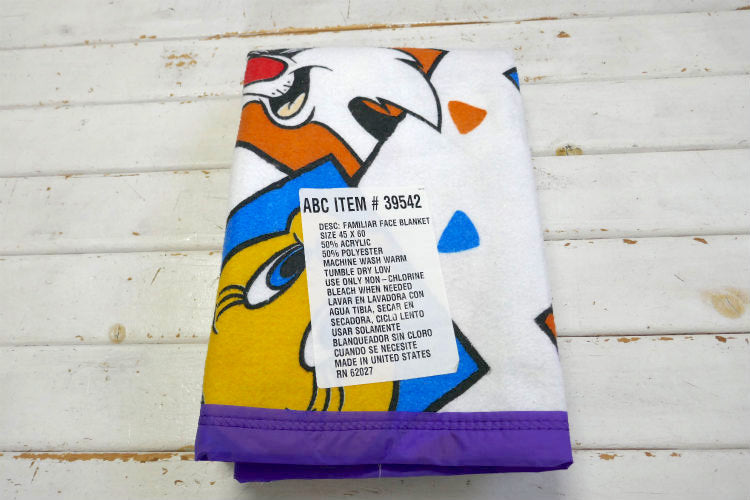 ABC ITEM # 39542
DESC: FAMILIAR FACE BLANKET
SIZE 45 X 60
50% ACRYLIC
50% POLYESTER
MACHINE WASH WARM
TUMBLE DRY LOW
USE ONLY NON-CHLORINE
BLEACH WHEN NEEDED
LAVAR EN LAVADORA CON
AGUA TIBIA, SECAR EN
SECADORA, CICLO LENTO
USAR SOLAMENTE
BLANQUEADOR SIN CLORO
CUANDO SE NECESITE
MADE IN UNITED STATES
RN 62027